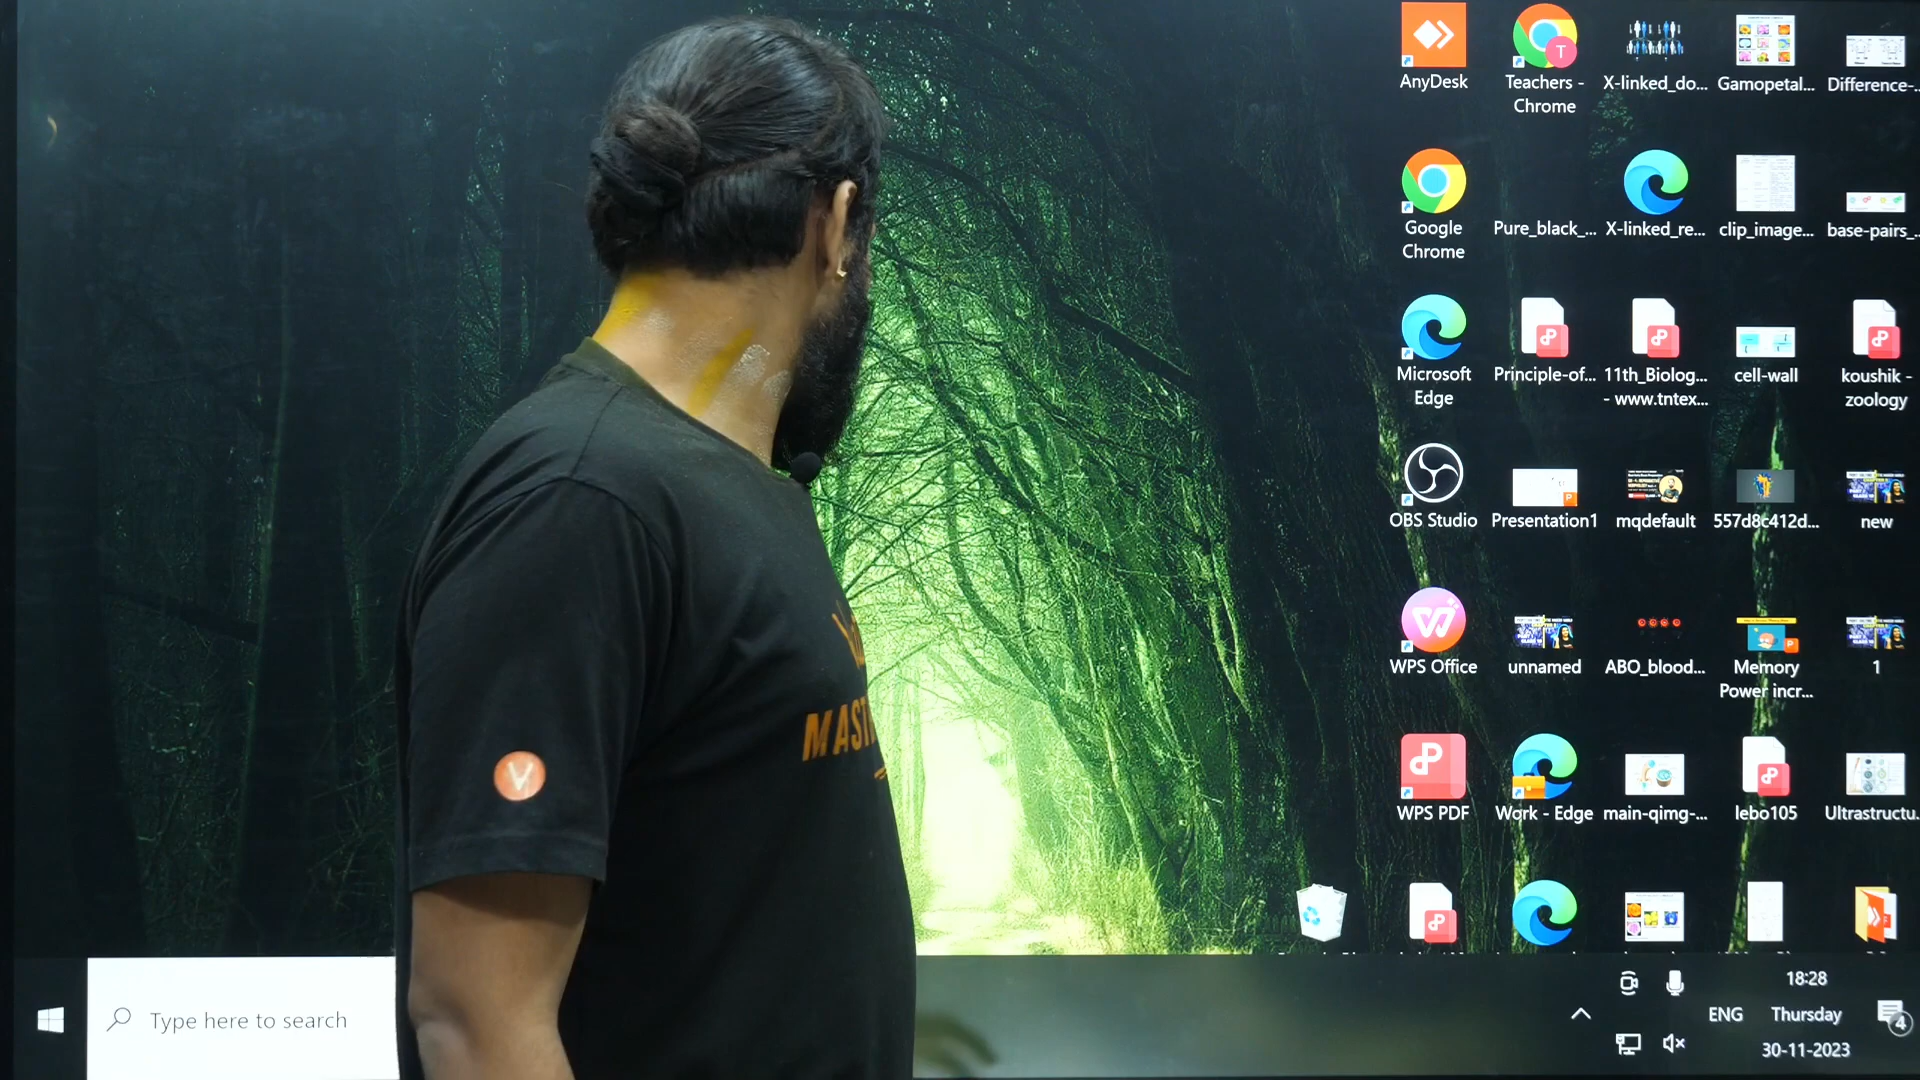 AnyDesk
Teachers -
Chrome
X-linked_do...
Gamopetal...
Difference-...
Google
Chrome
Pure_black_...
X-linked_re...
clip_image...
base-pairs_...
Microsoft
Edge
Principle-of...
11th_Biolog...
- www.tntex...
cell-wall
koushik -
zoology
OBS Studio
Presentation1
mqdefault
557d8c412d...
new
WPS Office
unnamed
ABO_blood...
Memory
Power incr...
1
WPS PDF
Work - Edge
main-qimg-...
lebo105
Ultrastructu...
MAST
V
Type here to search
ENG
18:28
Thursday
30-11-2023
4